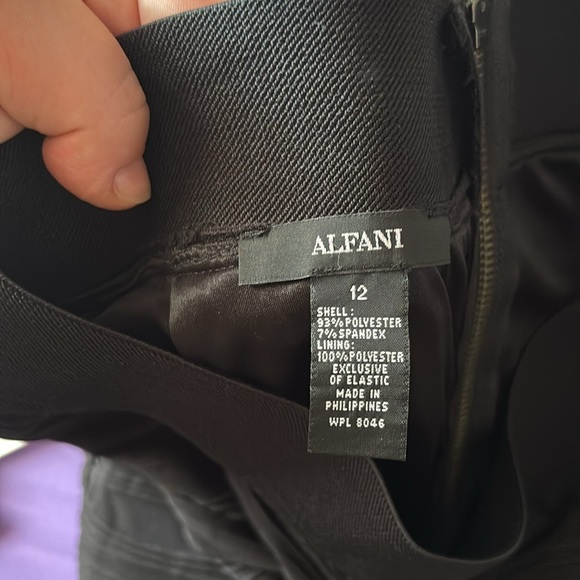 ALFANI
12
SHELL:
93%POLYESTER
7%SPANDEX
LINING:
100%POLYESTER
EXCLUSIVE
OF ELASTIC
MADE IN
PHILIPPINES
WPL 8046